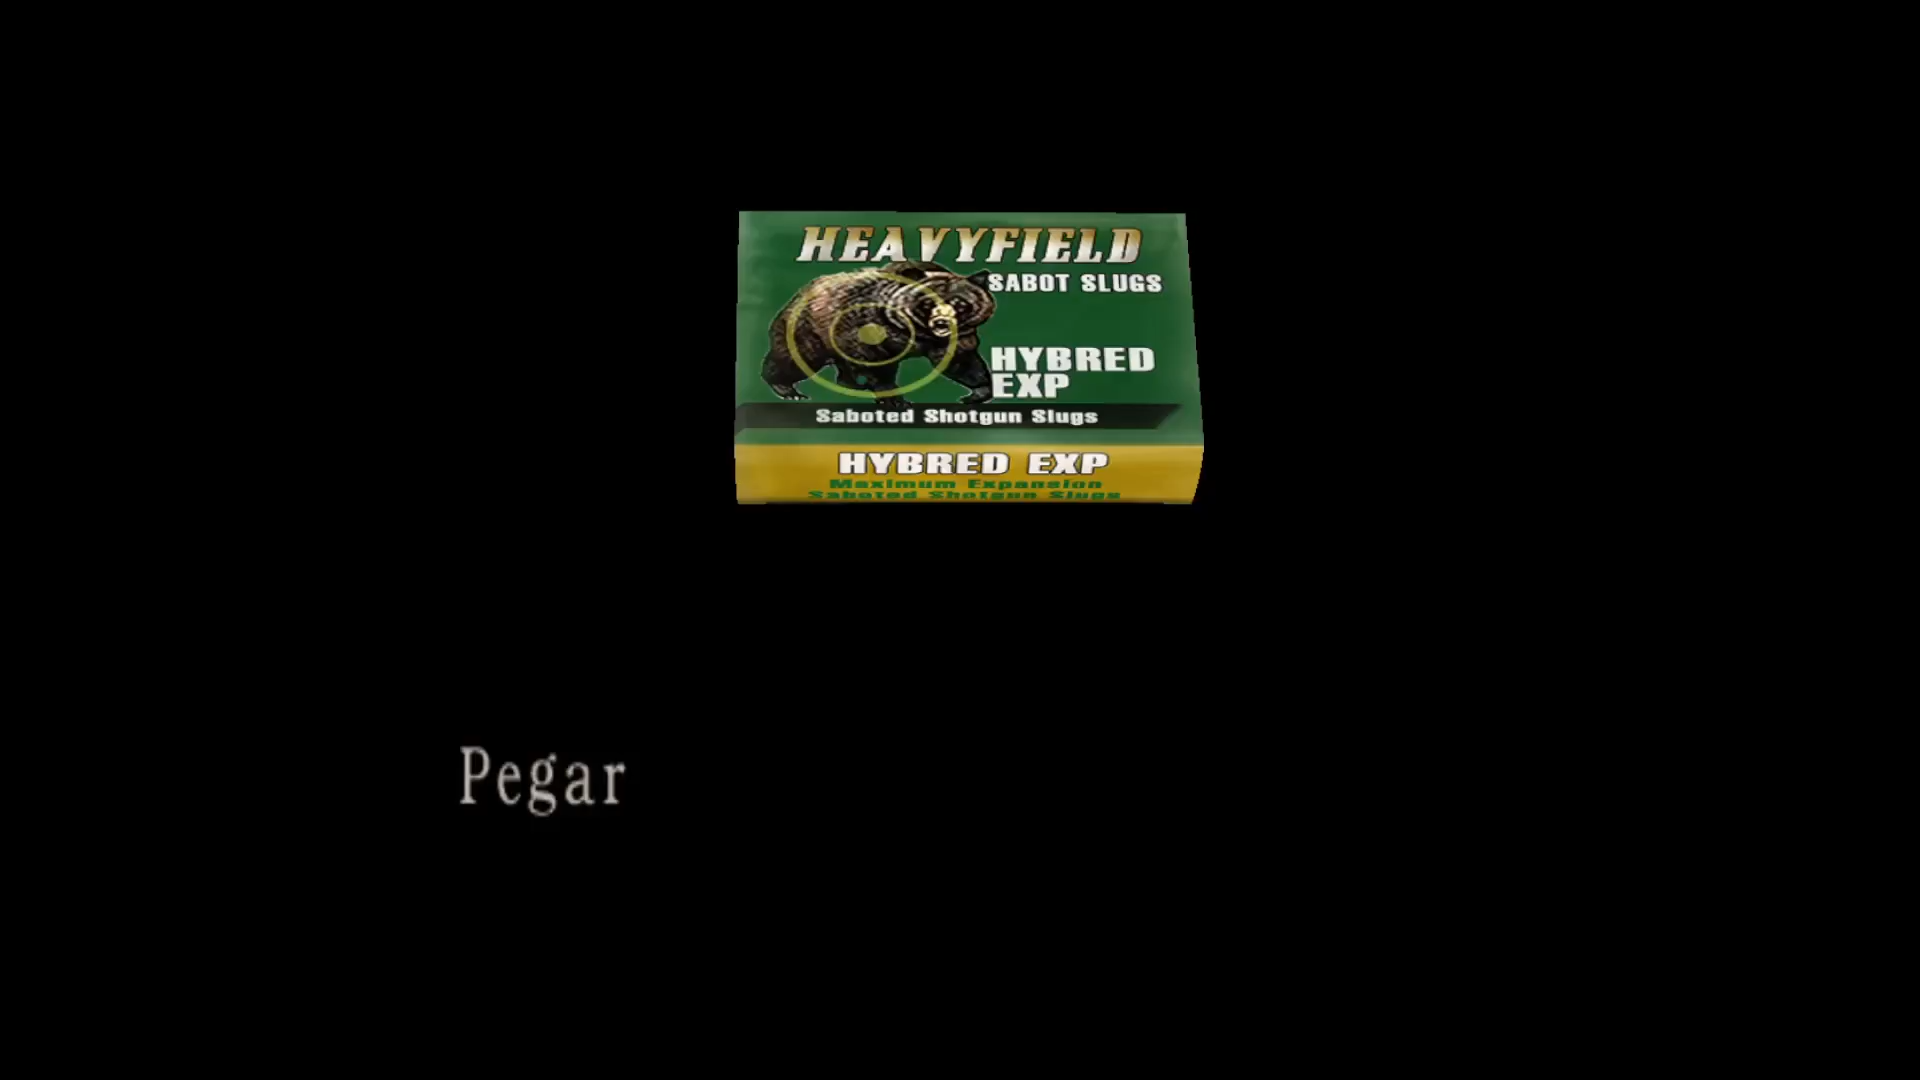 HEAVYFIELD
SABOT SLUGS
HYBRED
EXP
Saboted Shotgun Slugs
HYBRED EXP
Maximum Expansion
Saboted Shotgun Slugs
Pegar